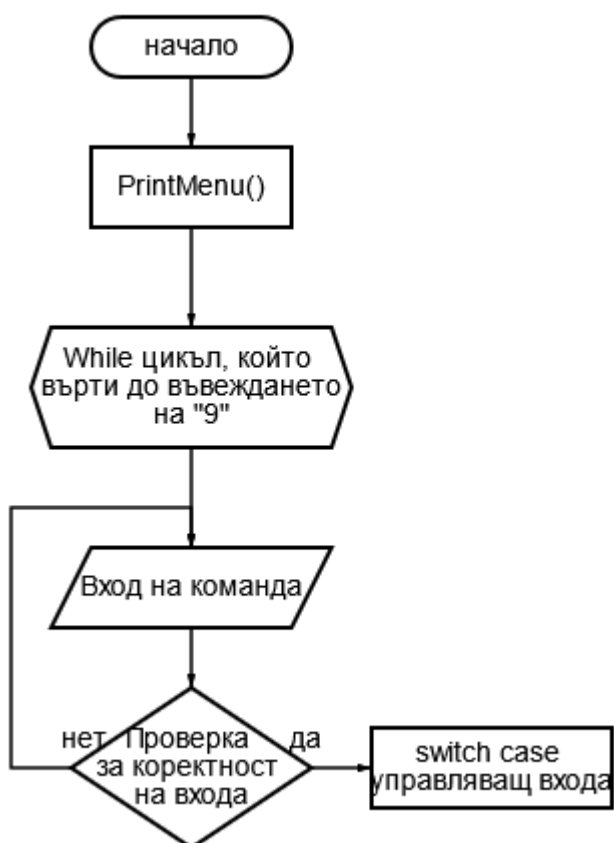 начало
PrintMenu()
While цикъл, който
върти до въвеждането
на "9"
Вход на команда
нет
Проверка
за коректност
на входа
да
switch case
управляващ входа